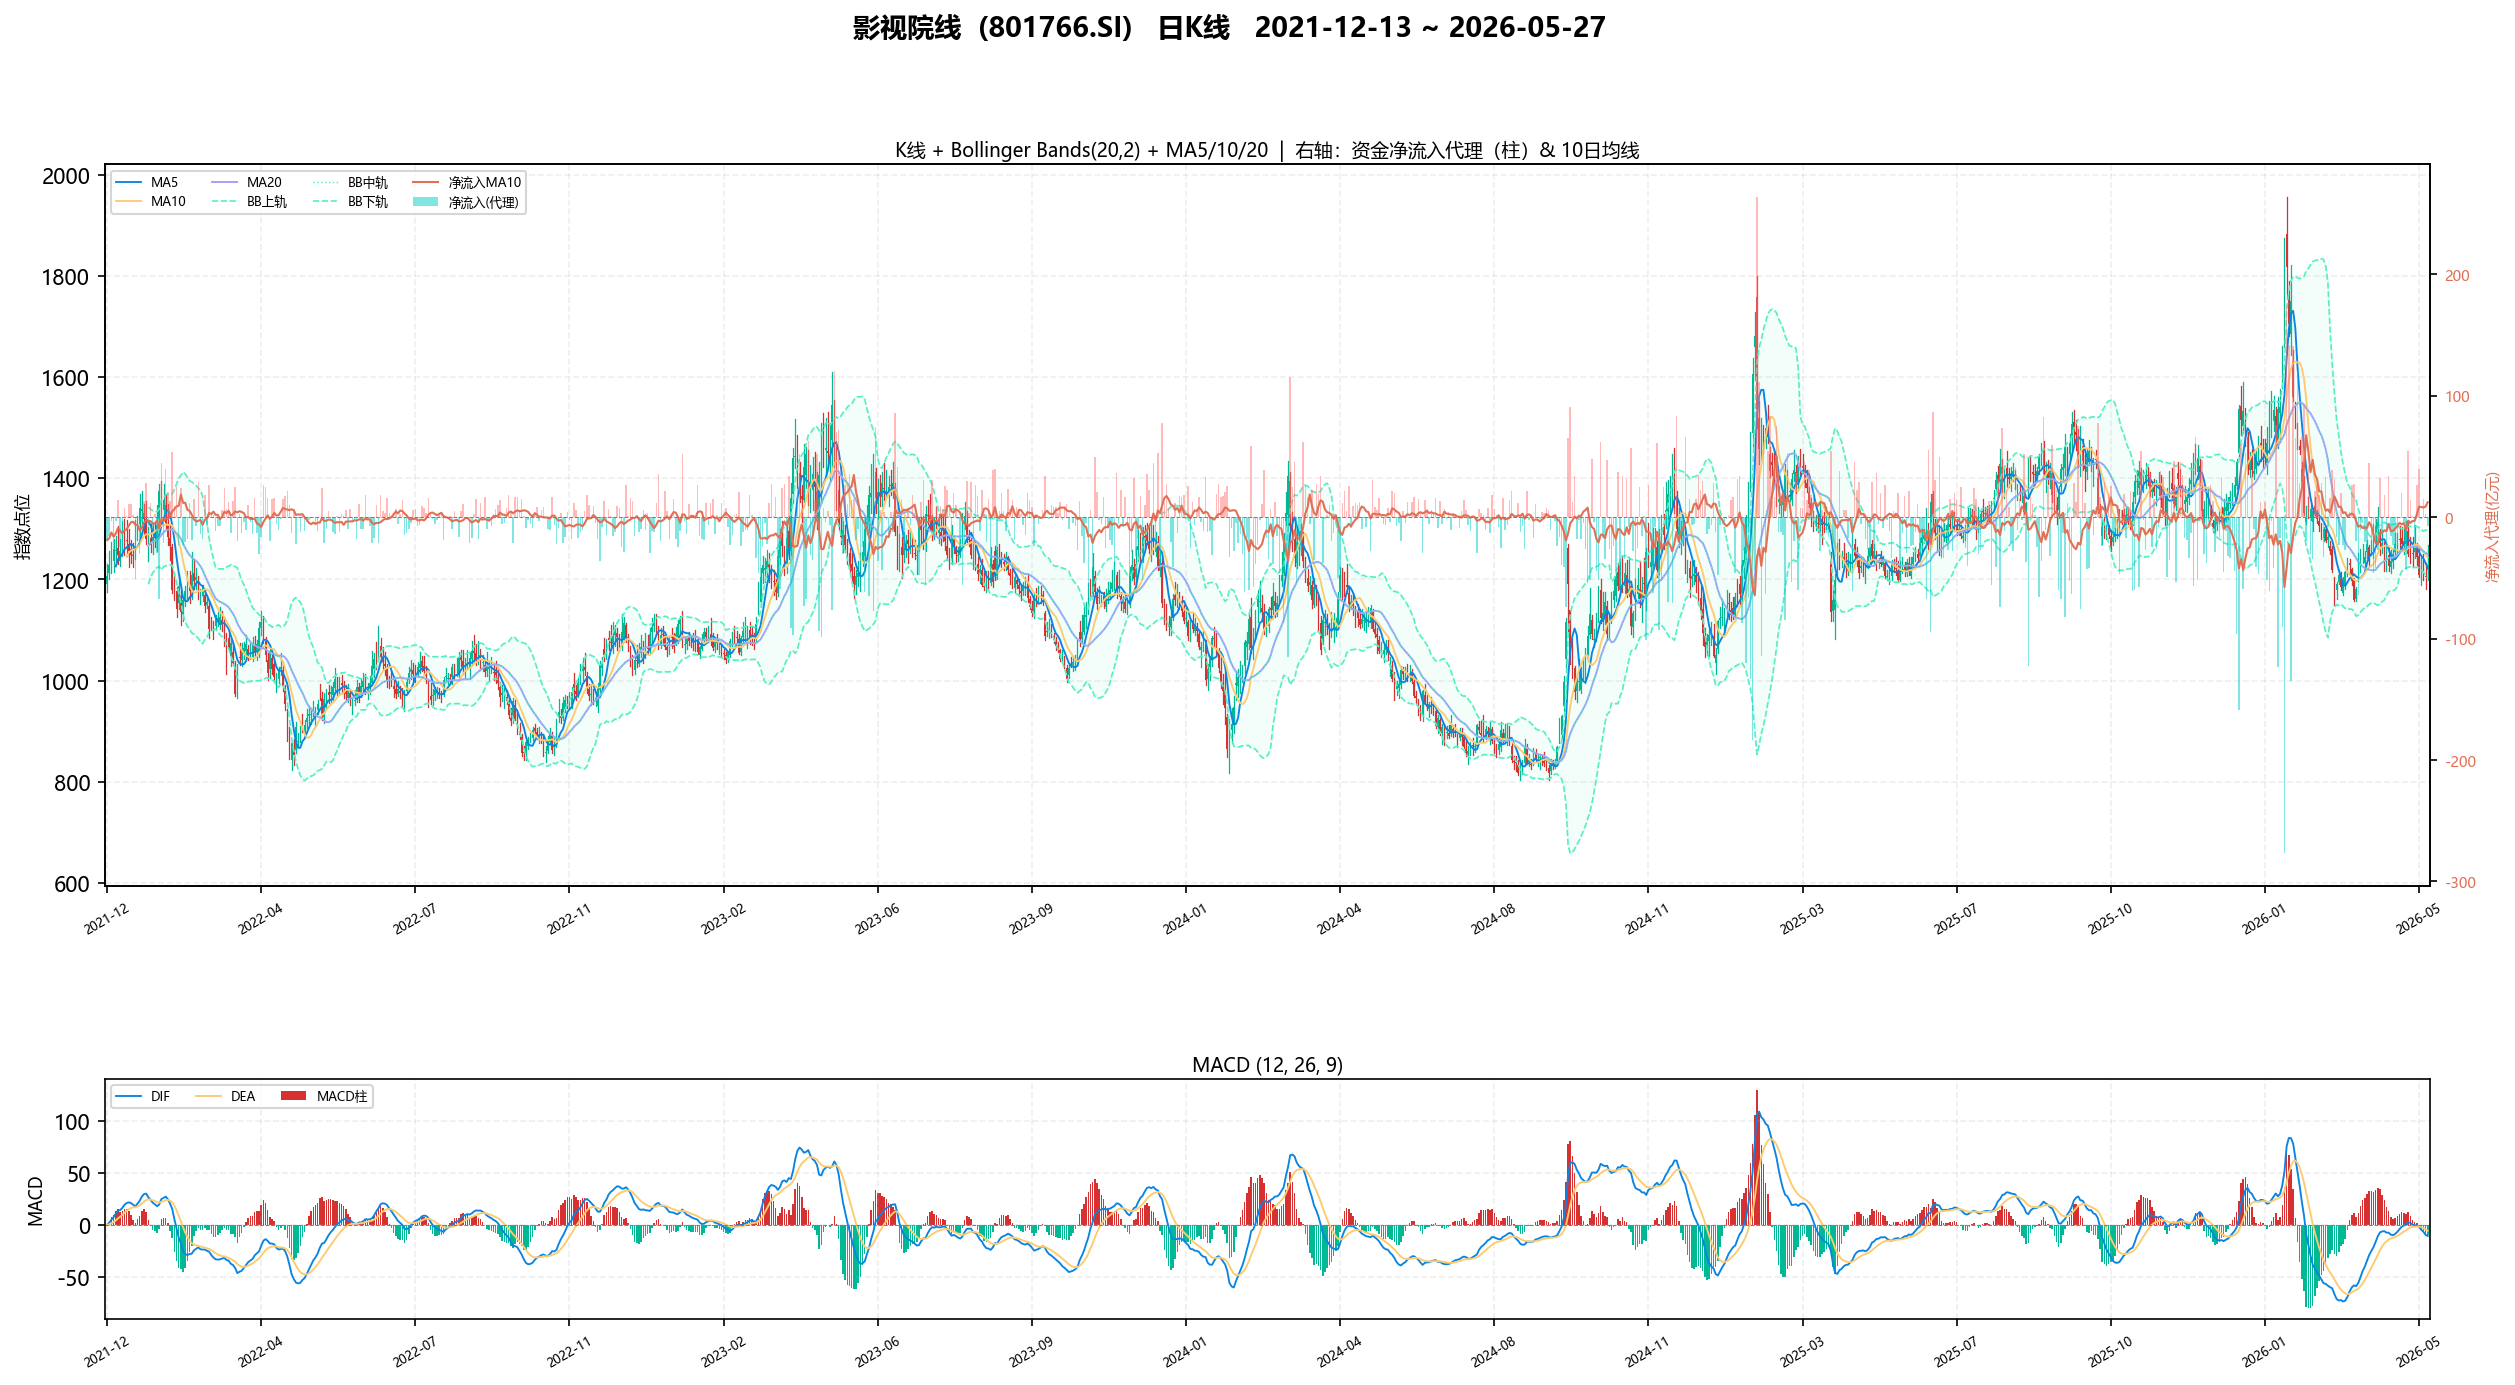 影视院线 (801766.SI) 日K线 2021-12-13 ~ 2026-05-27
K线 + Bollinger Bands(20,2) + MA5/10/20 | 右轴：资金净流入代理（柱）& 10日均线
MA5 MA20 BB中轨 净流入MA10
MA10 BB上轨 BB下轨 净流入(代理)
指数点位
2000
1800
1600
1400
1200
1000
800
600
200
100
0
-100
-200
-300
净流入代理(亿元)
2021-12 2022-04 2022-07 2022-11 2023-02 2023-06 2023-09 2024-01 2024-04 2024-08 2024-11 2025-03 2025-07 2025-10 2026-01 2026-05
MACD (12, 26, 9)
DIF DEA MACD柱
MACD
100
50
0
-50
2021-12 2022-04 2022-07 2022-11 2023-02 2023-06 2023-09 2024-01 2024-04 2024-08 2024-11 2025-03 2025-07 2025-10 2026-01 2026-05